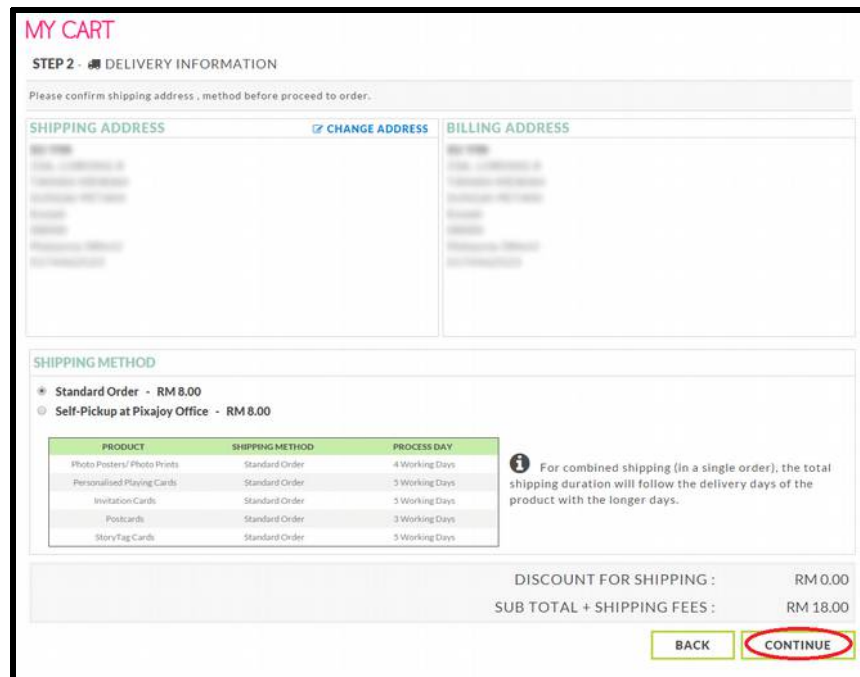 MY CART
STEP 2 - DELIVERY INFORMATION
Please confirm shipping address , method before proceed to order.
SHIPPING ADDRESS
CHANGE ADDRESS
BILLING ADDRESS
SHIPPING METHOD
Standard Order - RM 8.00
Self-Pickup at Pixajoy Office - RM 8.00
PRODUCT SHIPPING METHOD PROCESS DAY
Photo Posters/ Photo Prints Standard Order 4 Working Days
Personalised Playing Cards Standard Order 5 Working Days
Invitation Cards Standard Order 5 Working Days
Postcards Standard Order 3 Working Days
StoryTag Cards Standard Order 5 Working Days
For combined shipping (in a single order), the total
shipping duration will follow the delivery days of the
product with the longer days.
DISCOUNT FOR SHIPPING : RM 0.00
SUB TOTAL + SHIPPING FEES : RM 18.00
BACK
CONTINUE